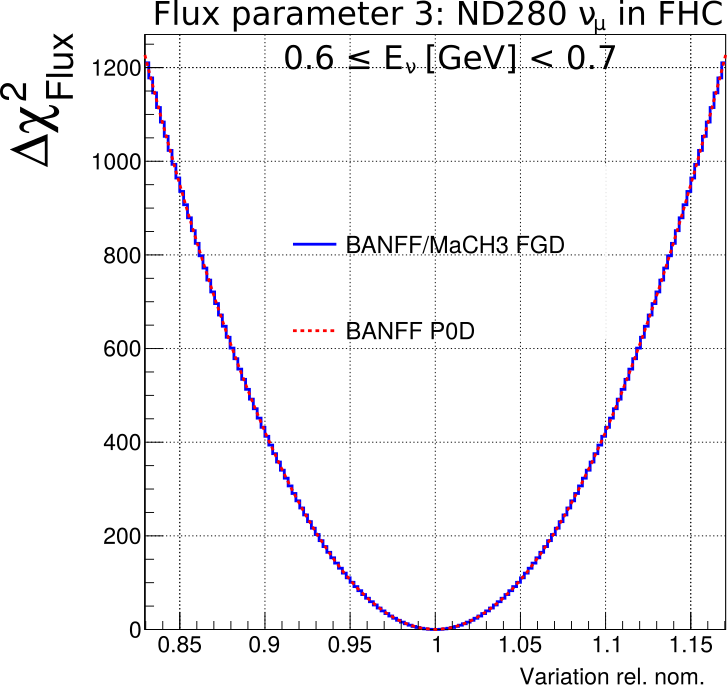 Flux parameter 3: ND280 νμ in FHC
0.6 ≤ Eν [GeV] < 0.7
Δχ²Flux
1200
1000
800
600
400
200
0
BANFF/MaCH3 FGD
BANFF P0D
0.85 0.9 0.95 1 1.05 1.1 1.15
Variation rel. nom.